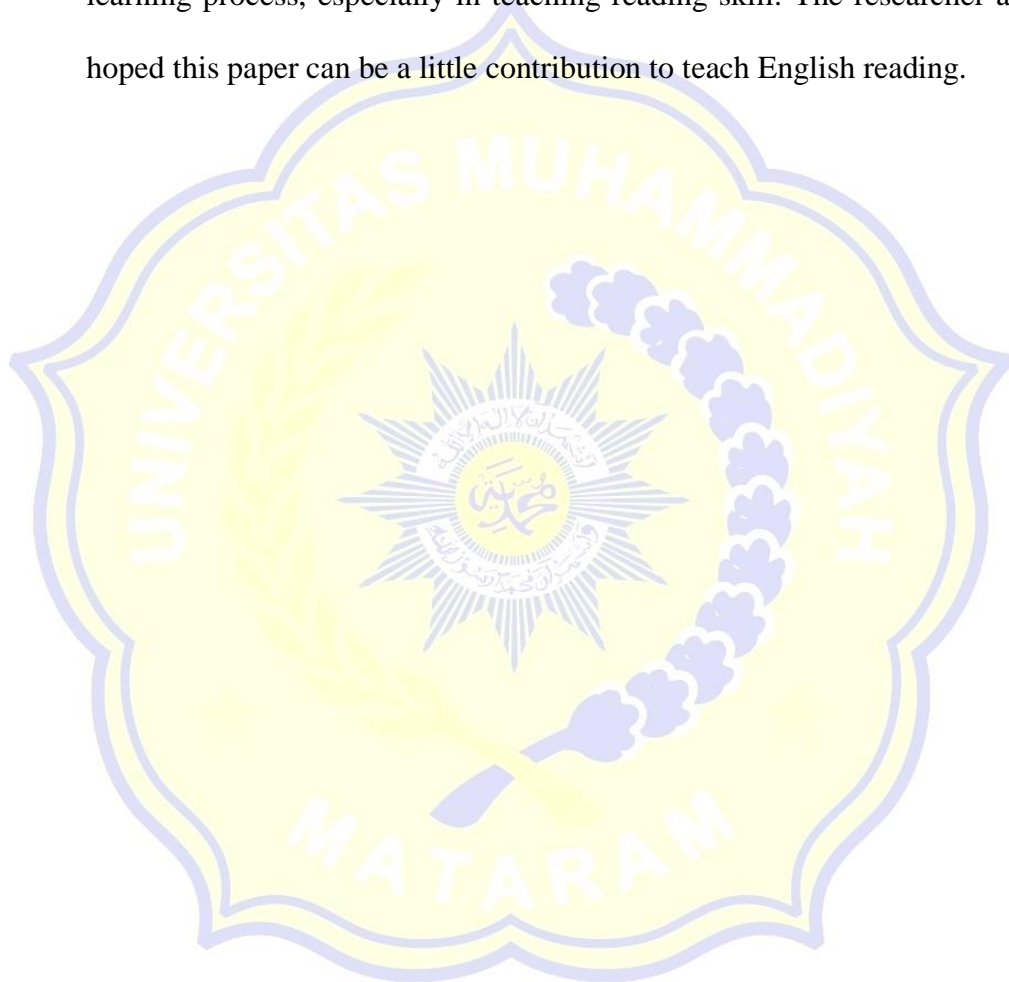 learning process, especially in teaching reading skill. The researcher a
hoped this paper can be a little contribution to teach English reading.
UNIVERSITAS MUHAMMADIYAH
MATARAM